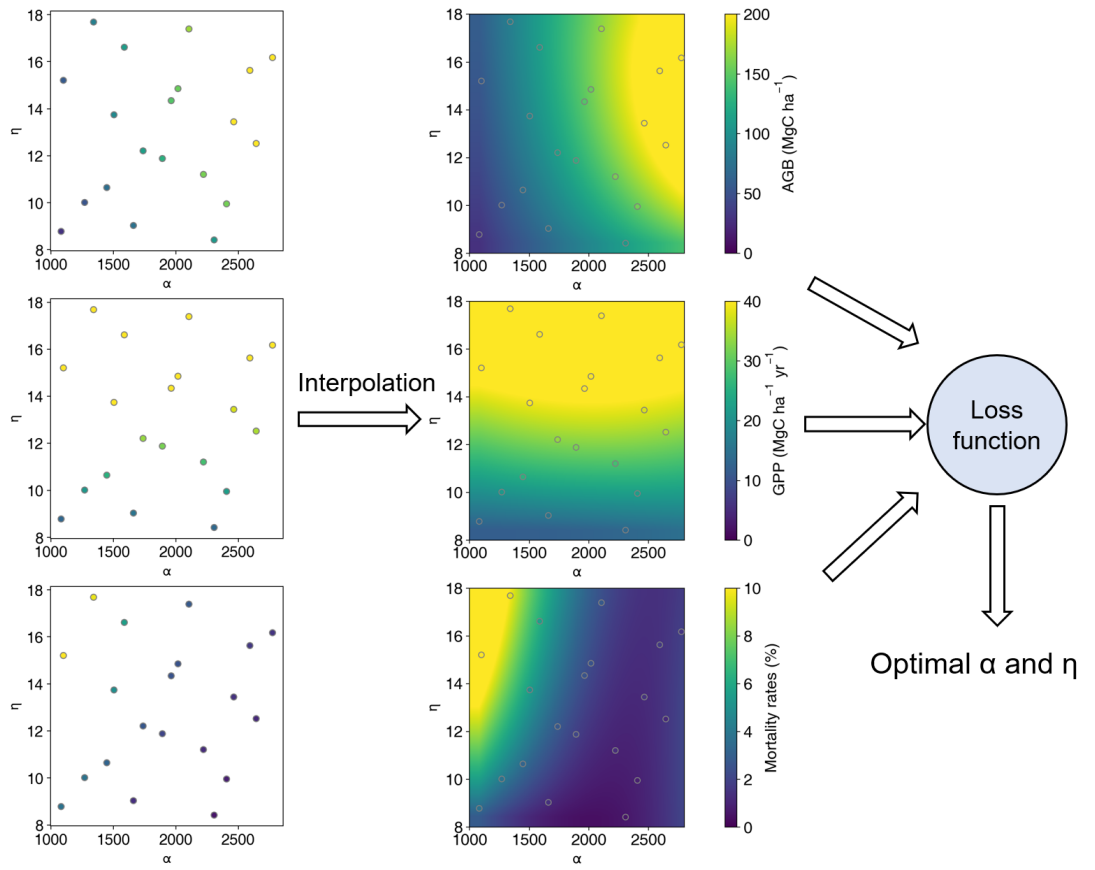 18
16
14
12
10
8
η
1000 1500 2000 2500
α
18
16
14
12
10
8
η
1000 1500 2000 2500
α
200
150
100
50
0
AGB (MgC ha⁻¹)
18
16
14
12
10
8
η
1000 1500 2000 2500
α
Interpolation
18
16
14
12
10
8
η
1000 1500 2000 2500
α
40
30
20
10
0
GPP (MgC ha⁻¹ yr⁻¹)
Loss
function
18
16
14
12
10
8
η
1000 1500 2000 2500
α
18
16
14
12
10
8
η
1000 1500 2000 2500
α
10
8
6
4
2
0
Mortality rates (%)
Optimal α and η